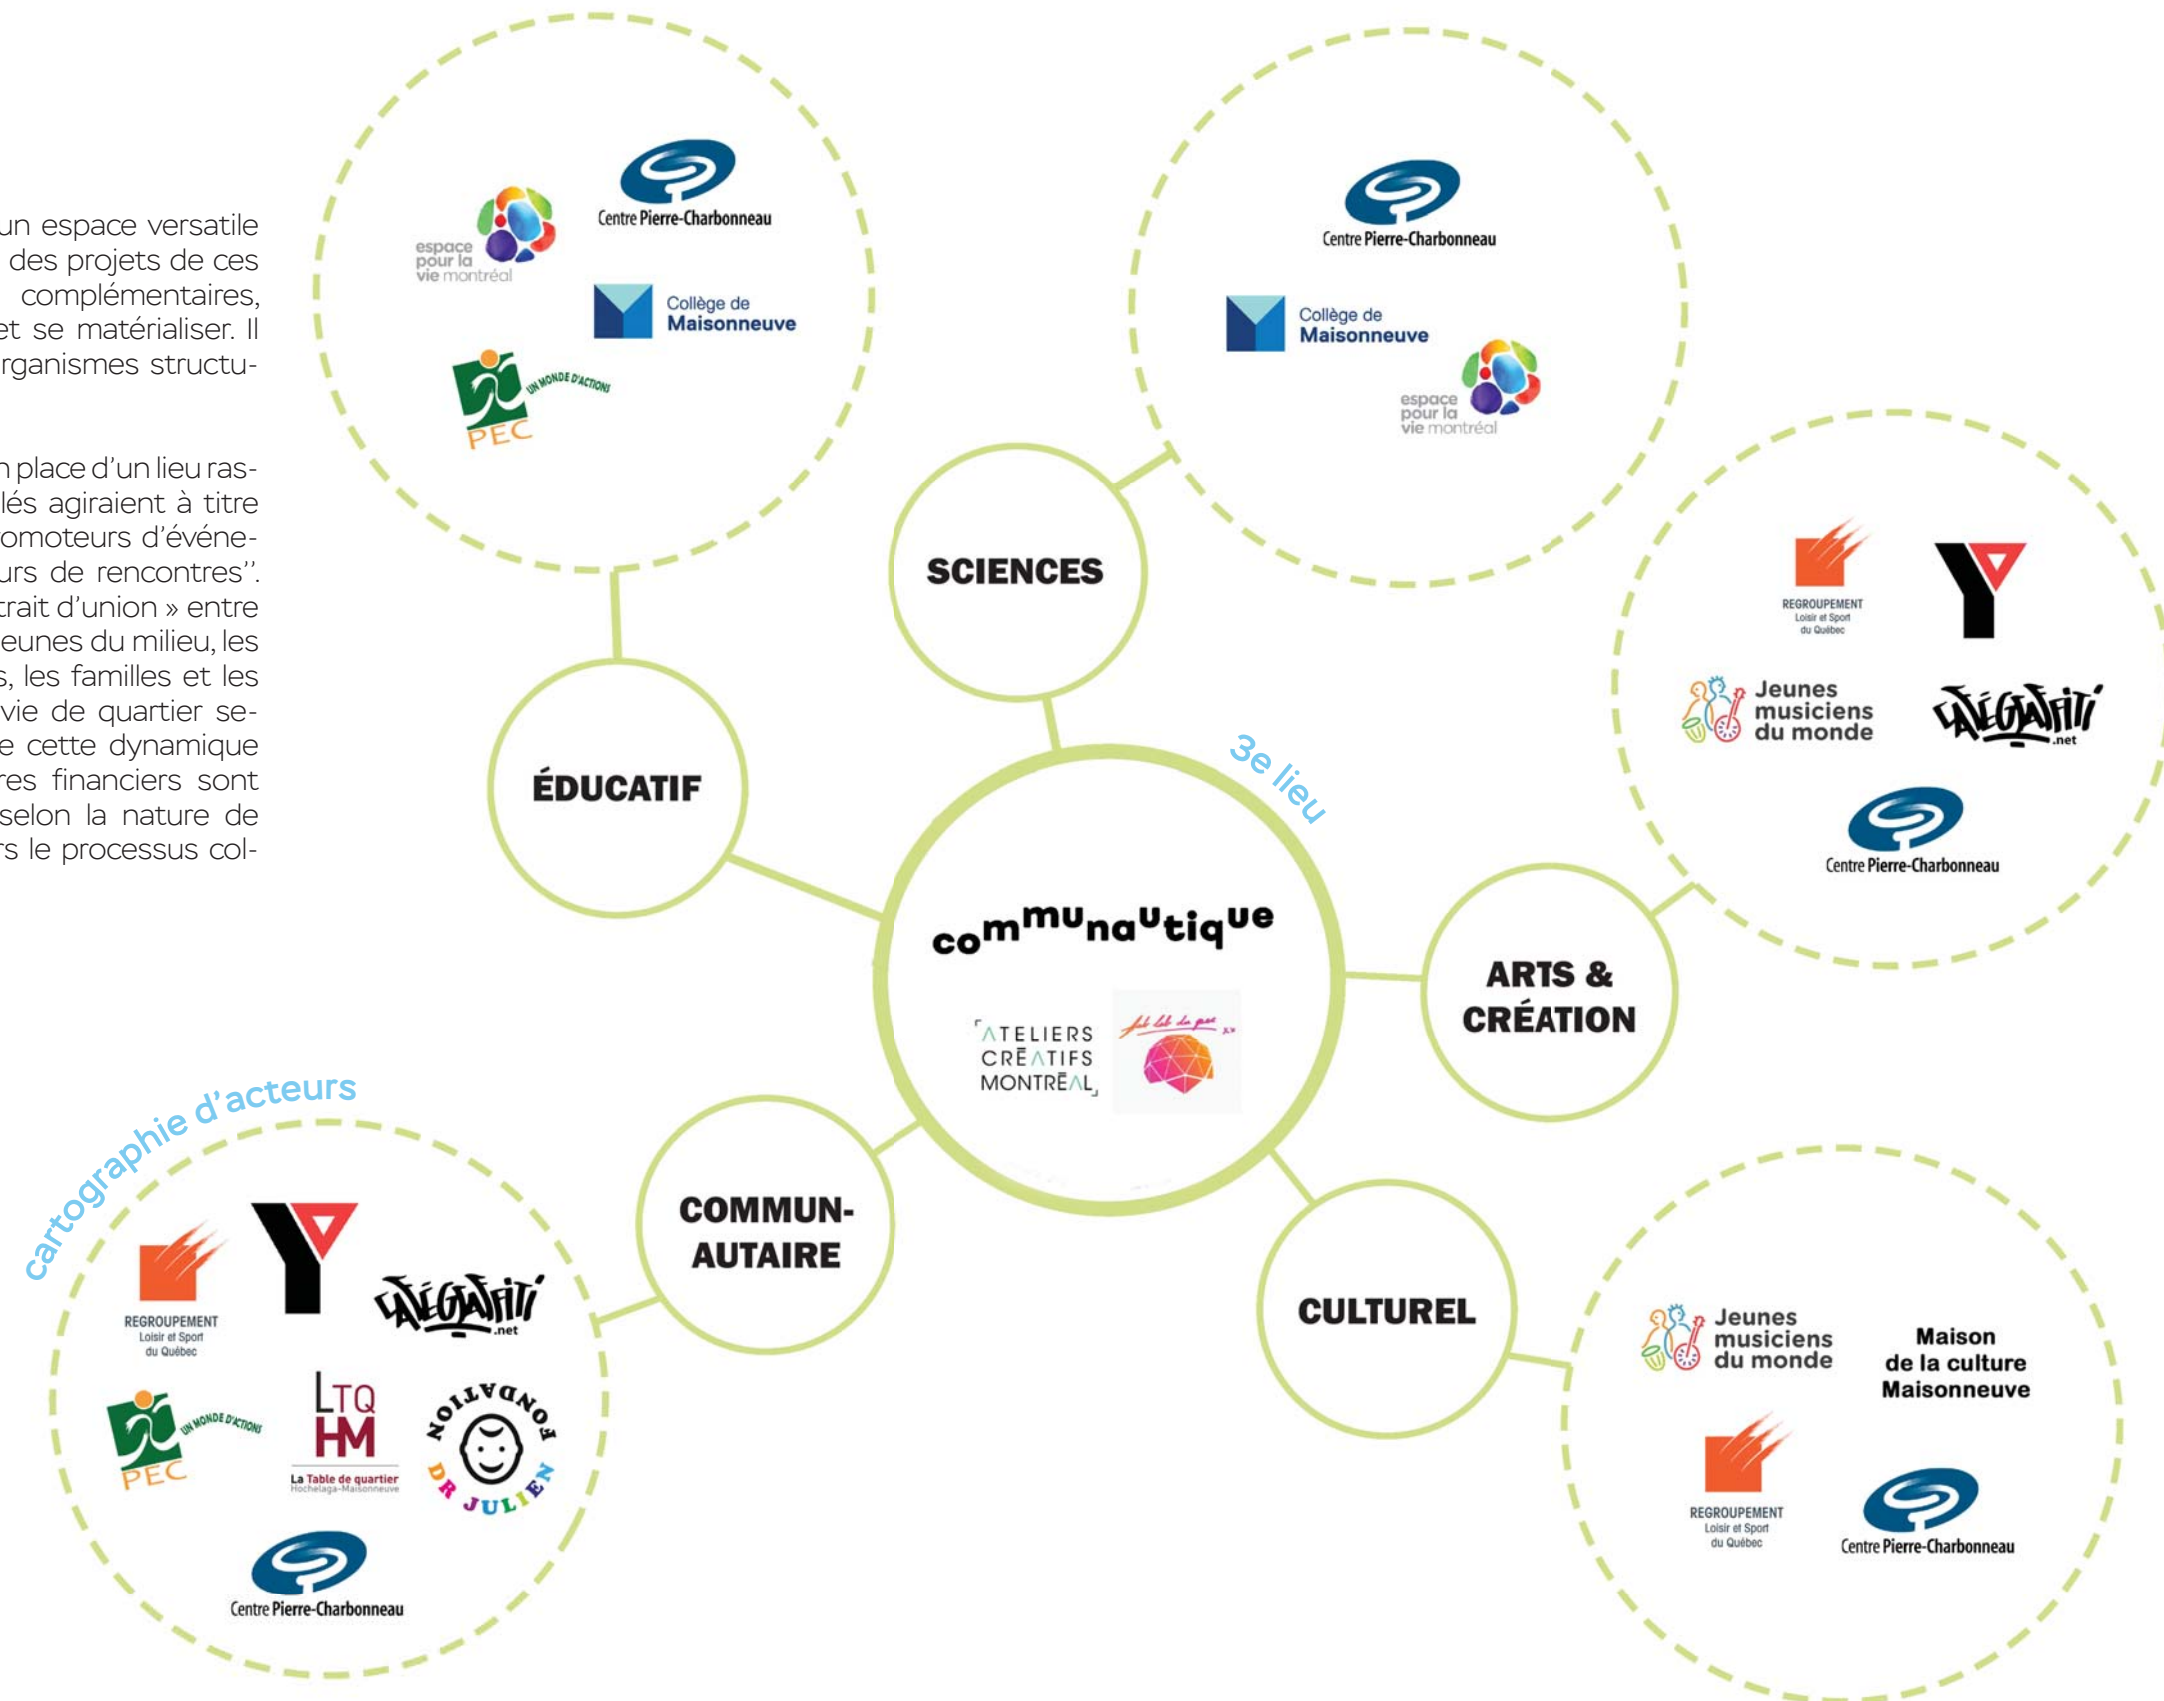 un espace versatile
des projets de ces
complémentaires,
et se matérialiser. Il
rganismes structu-
n place d'un lieu ras-
lés agiraient à titre
omoteurs d'événe-
urs de rencontres''.
trait d'union » entre
eunes du milieu, les
s, les familles et les
vie de quartier se-
e cette dynamique
res financiers sont
selon la nature de
rs le processus col-
espace
pour la
vie montréal
Centre Pierre-Charbonneau
Collège de
Maisonneuve
UN MONDE D'ACTIONS
PEC
Centre Pierre-Charbonneau
Collège de
Maisonneuve
espace
pour la
vie montréal
SCIENCES
ÉDUCATIF
REGROUPEMENT
Loisir et Sport
du Québec
Y
Jeunes
musiciens
du monde
.net
Centre Pierre-Charbonneau
3e lieu
communautique
ATELIERS
CRĒATIFS
MONTRĒAL
fab lab du pec
ARTS &
CRÉATION
cartographie d'acteurs
COMMUN-
AUTAIRE
CULTUREL
REGROUPEMENT
Loisir et Sport
du Québec
Y
.net
UN MONDE D'ACTIONS
PEC
LTQ
HM
La Table de quartier
Hochelaga-Maisonneuve
FONDATION
DR JULIEN
Centre Pierre-Charbonneau
Jeunes
musiciens
du monde
Maison
de la culture
Maisonneuve
REGROUPEMENT
Loisir et Sport
du Québec
Centre Pierre-Charbonneau